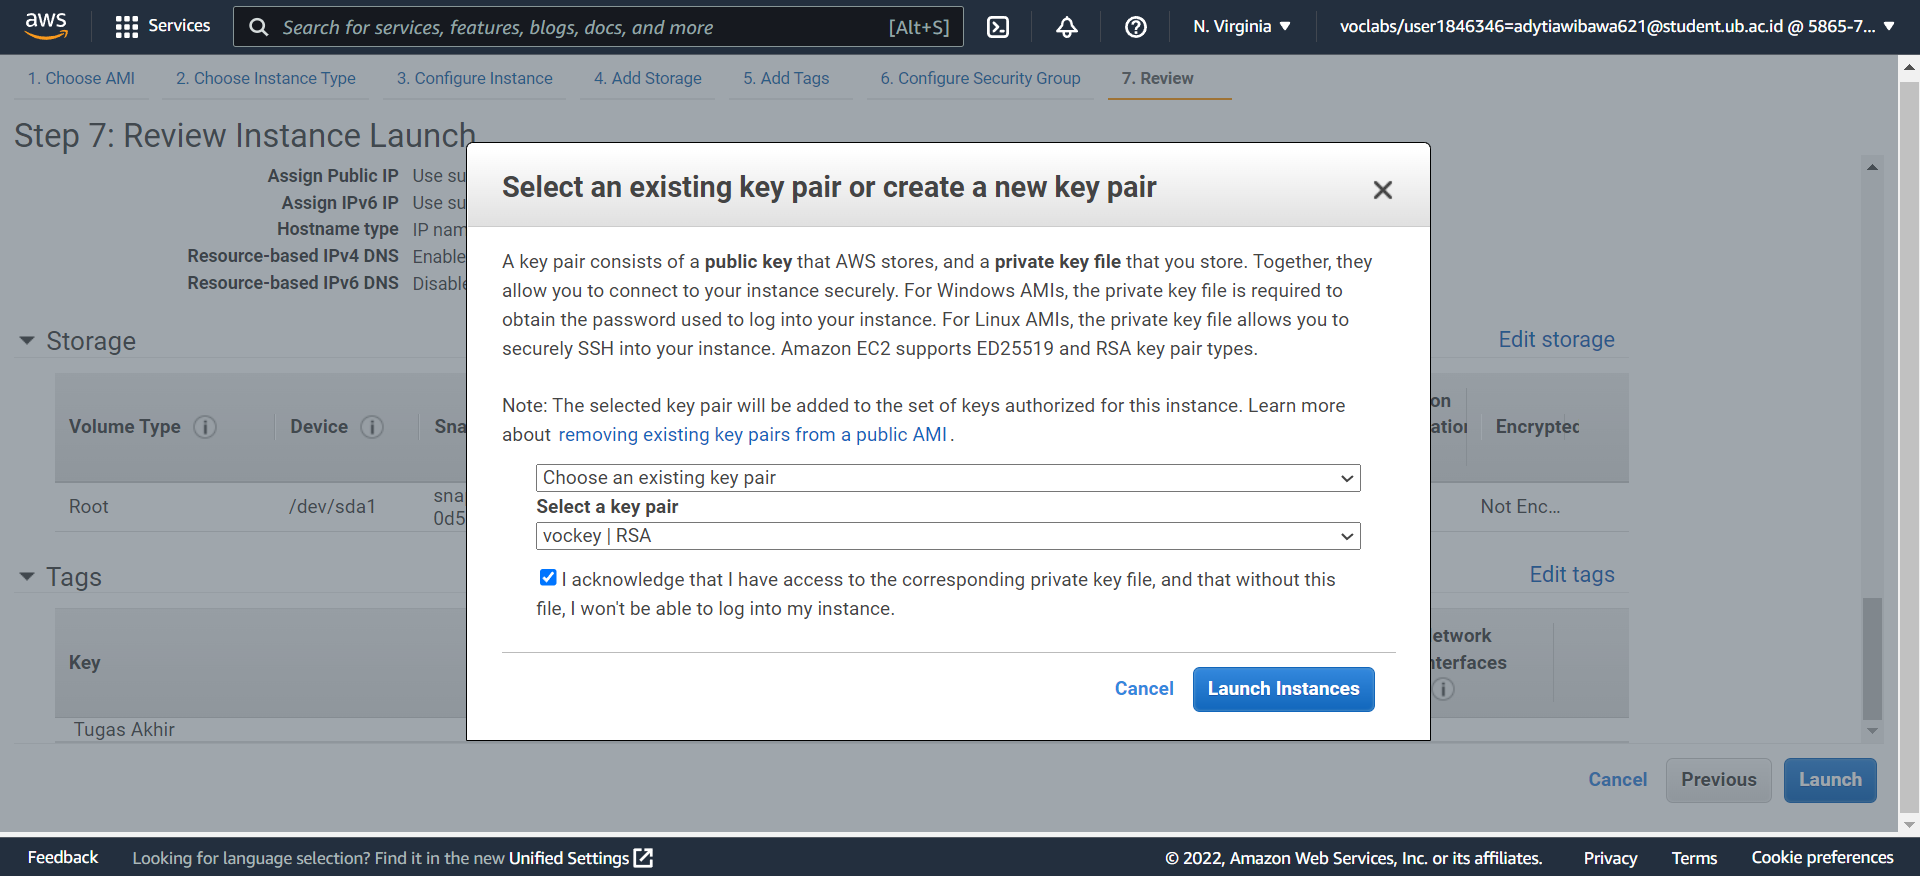 aws
Services
Search for services, features, blogs, docs, and more [Alt+S]
N. Virginia
voclabs/user1846346=adytiawibawa621@student.ub.ac.id @ 5865-7...
1. Choose AMI 2. Choose Instance Type 3. Configure Instance 4. Add Storage 5. Add Tags 6. Configure Security Group 7. Review
Step 7: Review Instance Launch
Assign Public IP Use su
Assign IPv6 IP Use su
Hostname type IP nam
Resource-based IPv4 DNS Enable
Resource-based IPv6 DNS Disable
Storage
Edit storage
Volume Type Device Sna
on
ation
Encrypted
Root /dev/sda1 sna
0d5
Not Enc...
Tags
Edit tags
Key
etwork
nterfaces
Tugas Akhir
Select an existing key pair or create a new key pair
A key pair consists of a public key that AWS stores, and a private key file that you store. Together, they
allow you to connect to your instance securely. For Windows AMIs, the private key file is required to
obtain the password used to log into your instance. For Linux AMIs, the private key file allows you to
securely SSH into your instance. Amazon EC2 supports ED25519 and RSA key pair types.
Note: The selected key pair will be added to the set of keys authorized for this instance. Learn more
about removing existing key pairs from a public AMI.
Choose an existing key pair
Select a key pair
vockey | RSA
I acknowledge that I have access to the corresponding private key file, and that without this
file, I won't be able to log into my instance.
Cancel Launch Instances
Cancel Previous Launch
Feedback Looking for language selection? Find it in the new Unified Settings
© 2022, Amazon Web Services, Inc. or its affiliates. Privacy Terms Cookie preferences